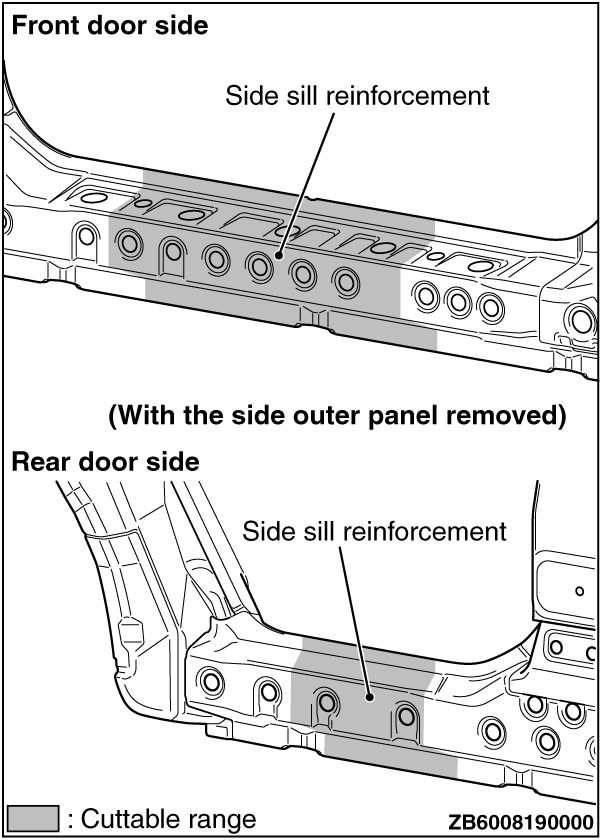 Front door side
Side sill reinforcement
(With the side outer panel removed)
Rear door side
Side sill reinforcement
: Cuttable range
ZB6008190000